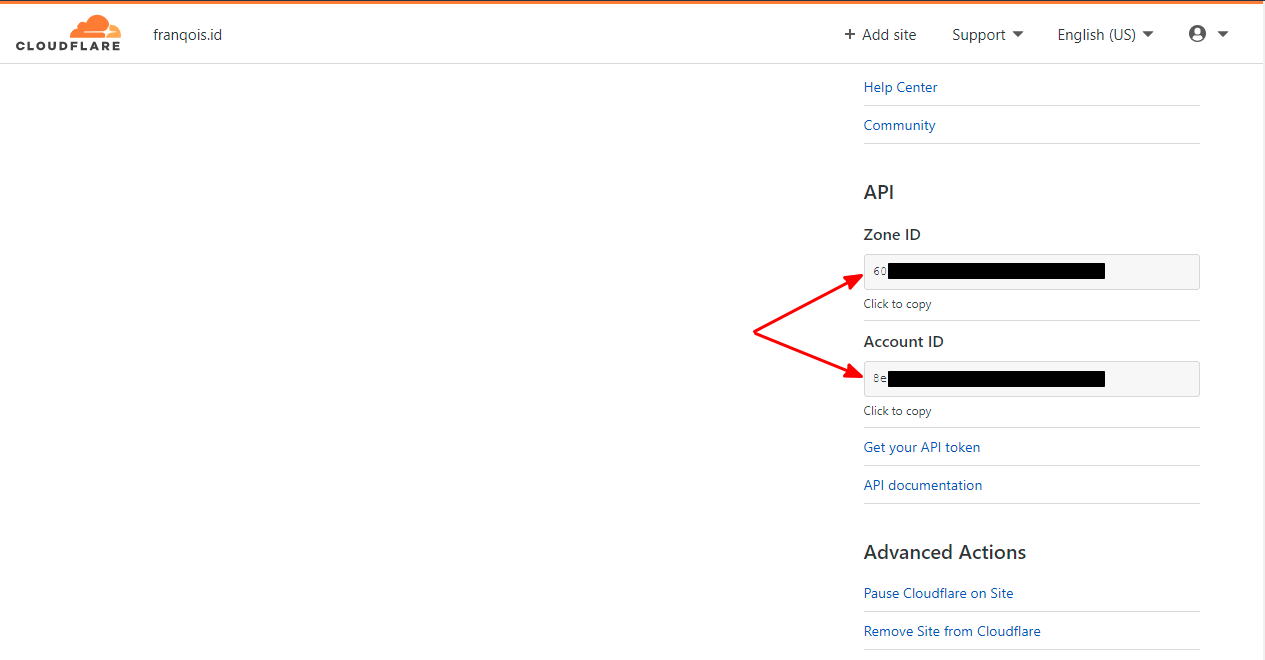 CLOUDFLARE
franqois.id
+ Add site
Support
English (US)
Help Center
Community
API
Zone ID
60
Click to copy
Account ID
8e
Click to copy
Get your API token
API documentation
Advanced Actions
Pause Cloudflare on Site
Remove Site from Cloudflare